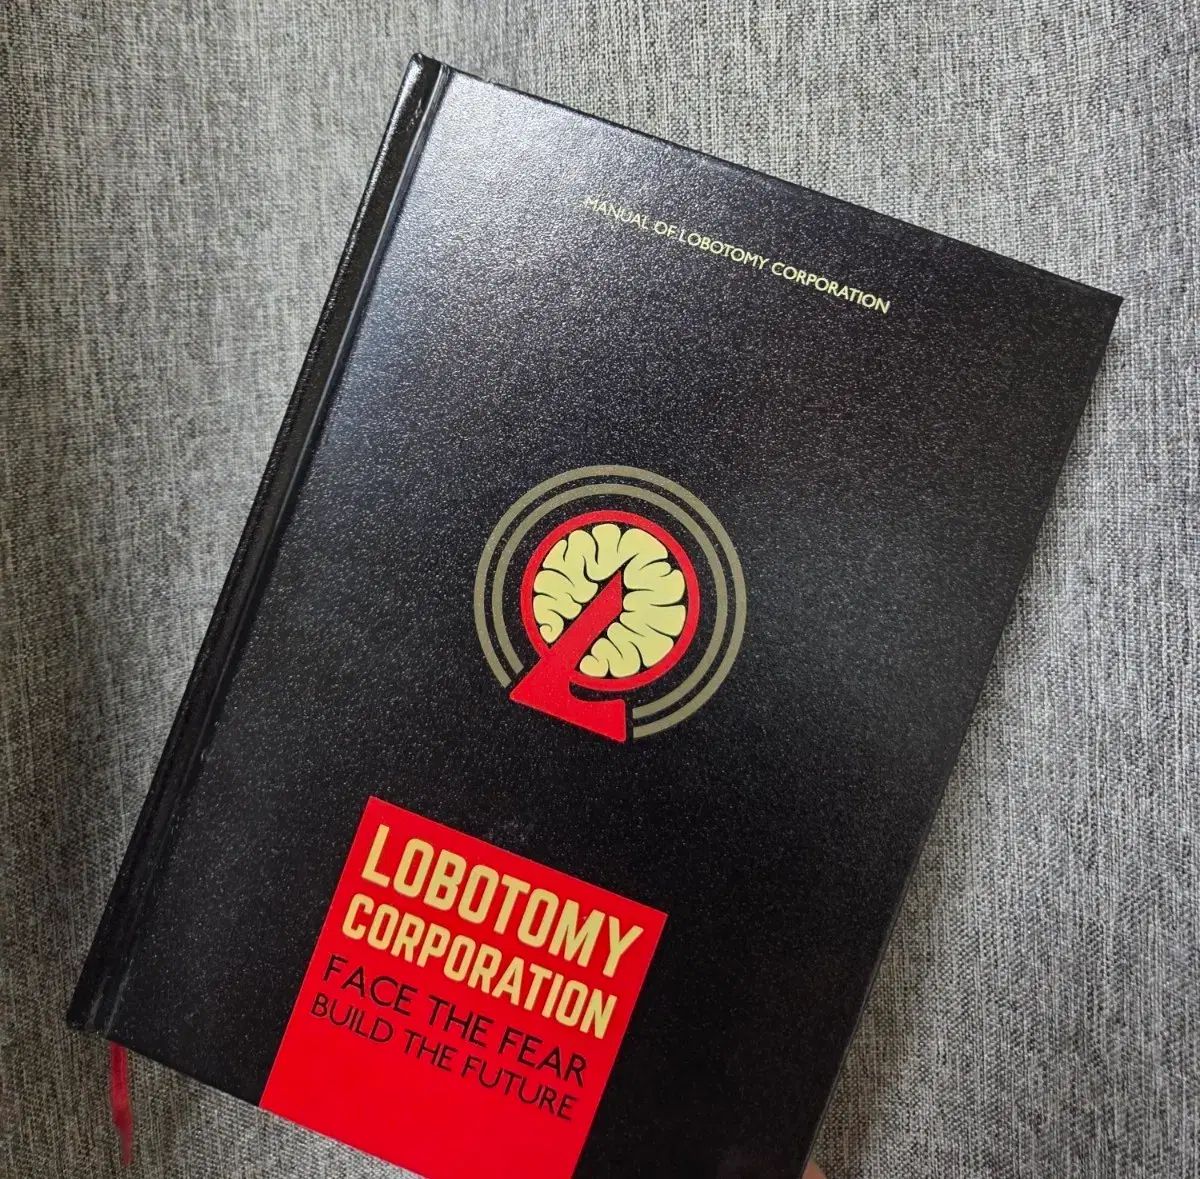 MANUAL OF LOBOTOMY CORPORATION
LOBOTOMY
CORPORATION
FACE THE FEAR
BUILD THE FUTURE